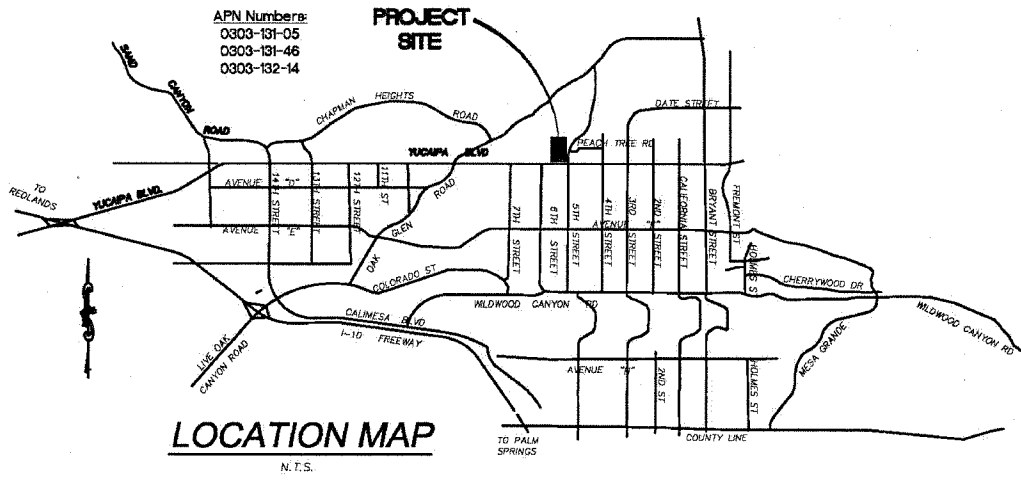 APN Numbers:
0303-131-05
0303-131-46
0303-132-14
PROJECT
SITE
SAND
CANYON
ROAD
CHAPMAN
HEIGHTS
ROAD
DATE STREET
PEACH TREE RD
YUCAIPA BLVD
TO
REDLANDS
YUCAIPA BLVD.
AVENUE "D"
14TH STREET
13TH STREET
12TH STREET
11TH ST
OAK
GLEN
ROAD
AVENUE "E"
7TH STREET
6TH STREET
5TH STREET
4TH STREET
3RD STREET
2ND STREET
CALIFORNIA STREET
BRYANT STREET
FREMONT ST
AVENUE
HOLMES S
CHERRYWOOD DR
COLORADO ST
WILDWOOD CANYON RD
WILDWOOD CANYON RD
CALIMESA BLVD
I-10 FREEWAY
LIVE OAK
CANYON ROAD
MESA GRANDE
AVENUE "H"
2ND ST
HOLMES ST
COUNTY LINE
TO PALM
SPRINGS
LOCATION MAP
N.T.S.